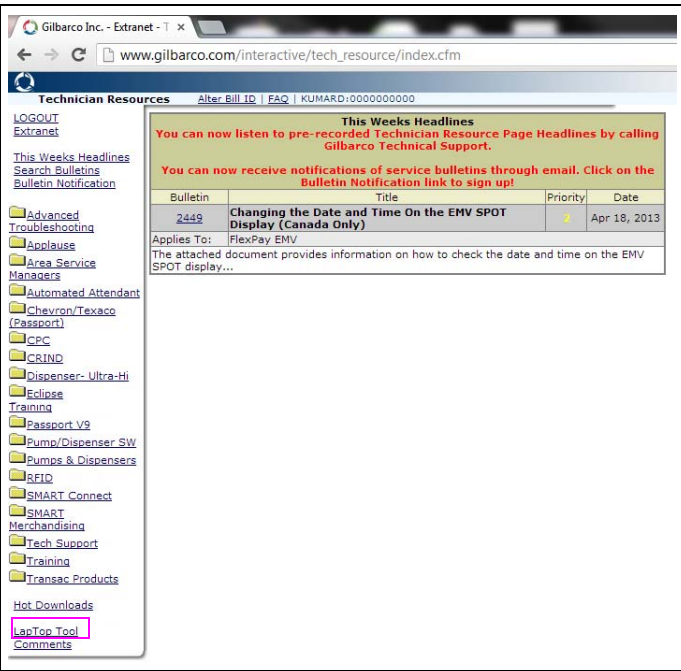 Gilbarco Inc. - Extranet - T
www.gilbarco.com/interactive/tech_resource/index.cfm
Technician Resources Alter Bill ID | FAQ | KUMARD:0000000000
LOGOUT
Extranet
This Weeks Headlines
Search Bulletins
Bulletin Notification
Advanced
Troubleshooting
Applause
Area Service
Managers
Automated Attendant
Chevron/Texaco
(Passport)
CPC
CRIND
Dispenser- Ultra-Hi
Eclipse
Training
Passport V9
Pump/Dispenser SW
Pumps & Dispensers
RFID
SMART Connect
SMART
Merchandising
Tech Support
Training
Transac Products
Hot Downloads
LapTop Tool
Comments
This Weeks Headlines
You can now listen to pre-recorded Technician Resource Page Headlines by calling
Gilbarco Technical Support.
You can now receive notifications of service bulletins through email. Click on the
Bulletin Notification link to sign up!
Bulletin Title Priority Date
2449 Changing the Date and Time On the EMV SPOT
Display (Canada Only) 2 Apr 18, 2013
Applies To: FlexPay EMV
The attached document provides information on how to check the date and time on the EMV
SPOT display...